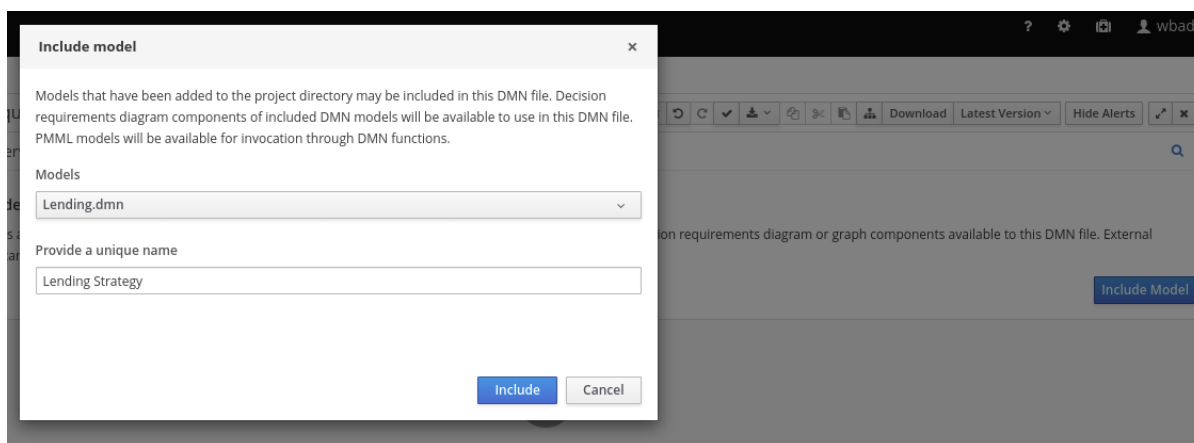 Include model ×
? wbad
Models that have been added to the project directory may be included in this DMN file. Decision
requirements diagram components of included DMN models will be available to use in this DMN file.
PMML models will be available for invocation through DMN functions.
Models
Lending.dmn
Provide a unique name
Lending Strategy
Include Cancel
Download Latest Version Hide Alerts ×
ion requirements diagram or graph components available to this DMN file. External
Include Model